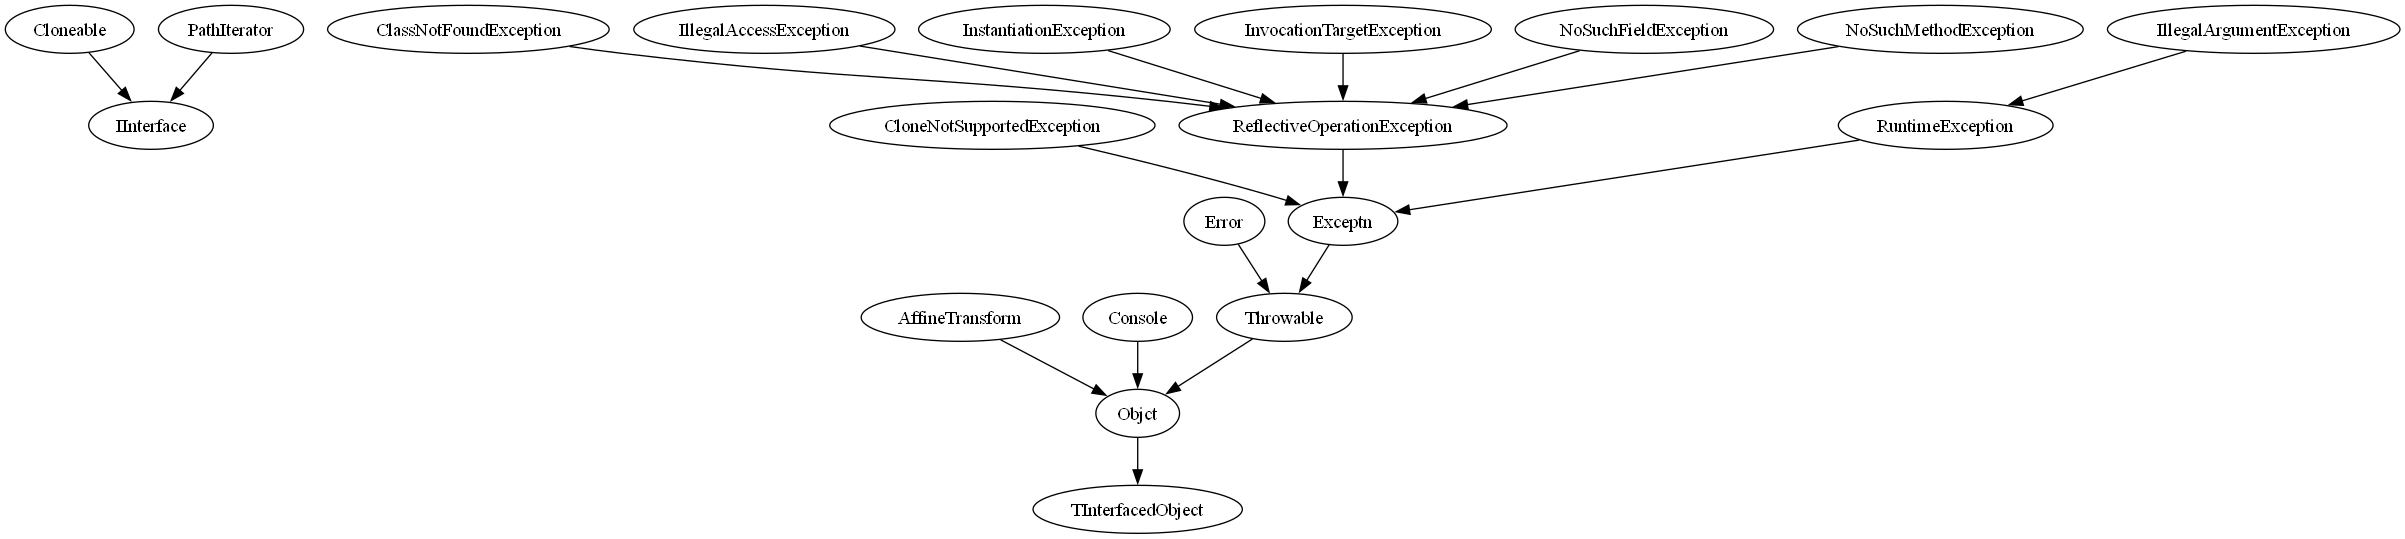 Cloneable
PathIterator
ClassNotFoundException
IllegalAccessException
InstantiationException
InvocationTargetException
NoSuchFieldException
NoSuchMethodException
IllegalArgumentException
IInterface
CloneNotSupportedException
ReflectiveOperationException
RuntimeException
Error
Exceptn
AffineTransform
Console
Throwable
Objct
TInterfacedObject